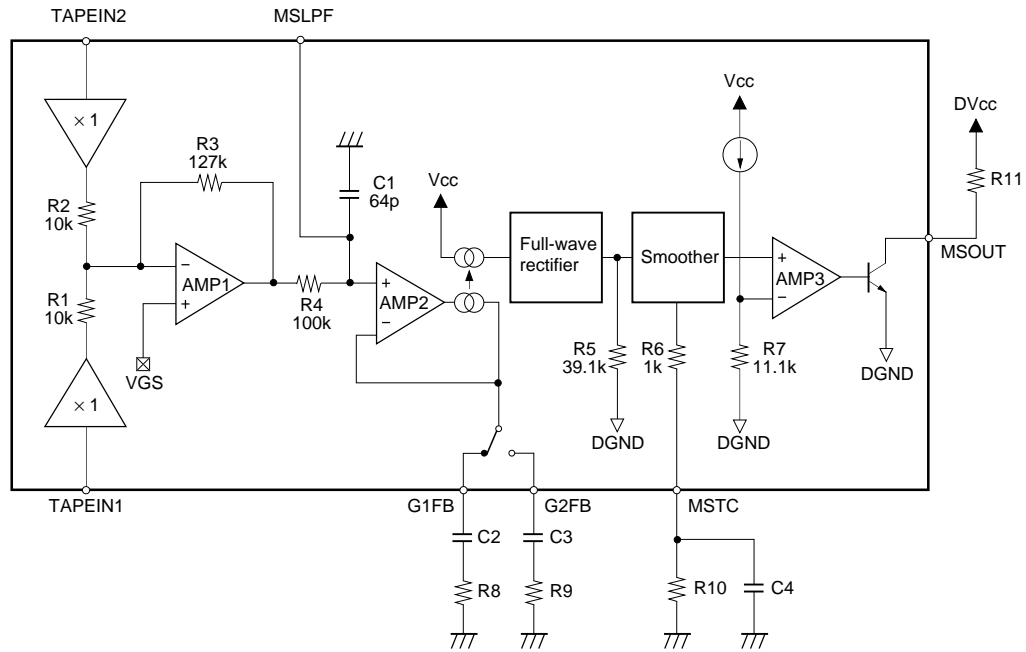 TAPEIN2
MSLPF
Vcc
DVcc
× 1
R3
127k
R11
C1
64p
Vcc
R2
10k
Full-wave
rectifier
Smoother
MSOUT
−
AMP1
+
+
AMP2
−
+
AMP3
−
R1
10k
R4
100k
R5
39.1k
R6
1k
R7
11.1k
VGS
DGND
× 1
DGND
DGND
TAPEIN1
G1FB
G2FB
MSTC
C2
C3
R8
R9
R10
C4